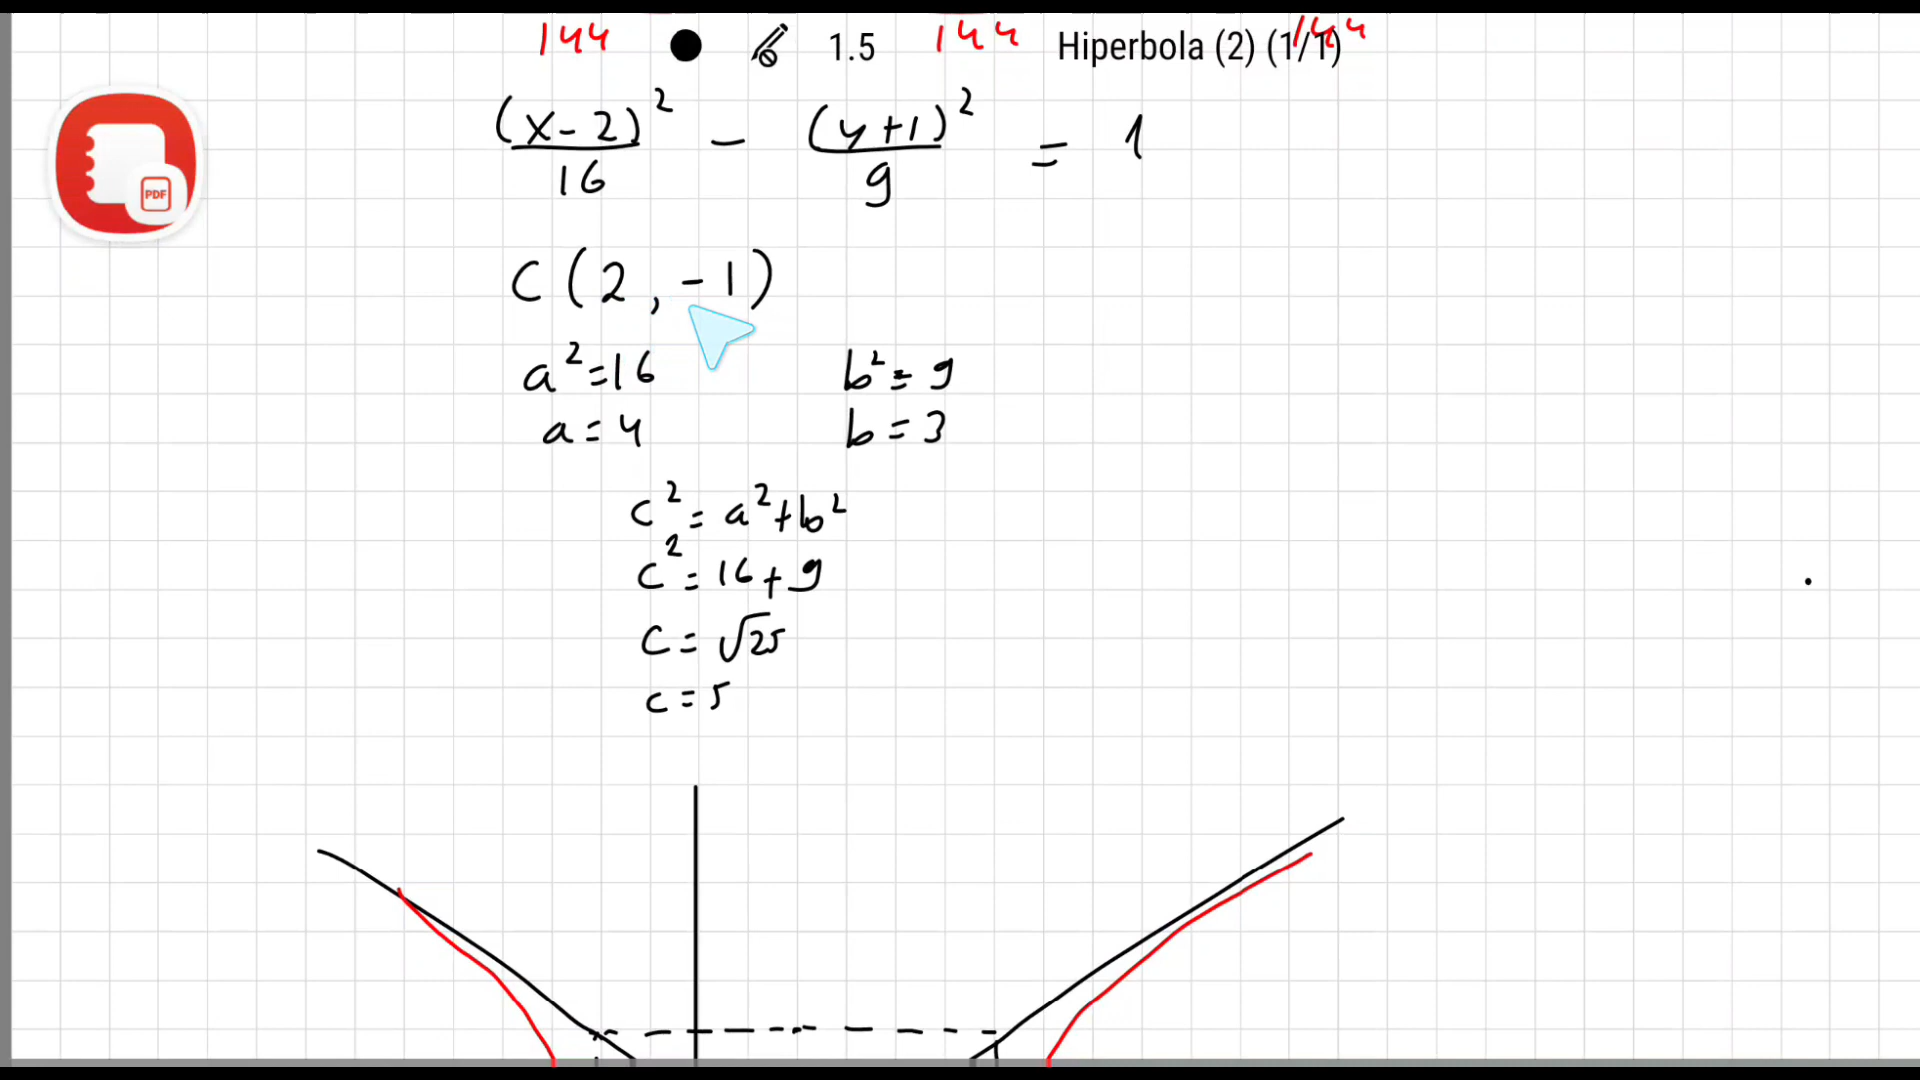 144 1.5 144 Hiperbola (2) (1/1) 144
(x-2)²/16 - (y+1)²/9 = 1
C (2, -1)
a²=16 b²=9
a=4 b=3
c²=a²+b²
c²=16+9
C=√25
c=5
PDF